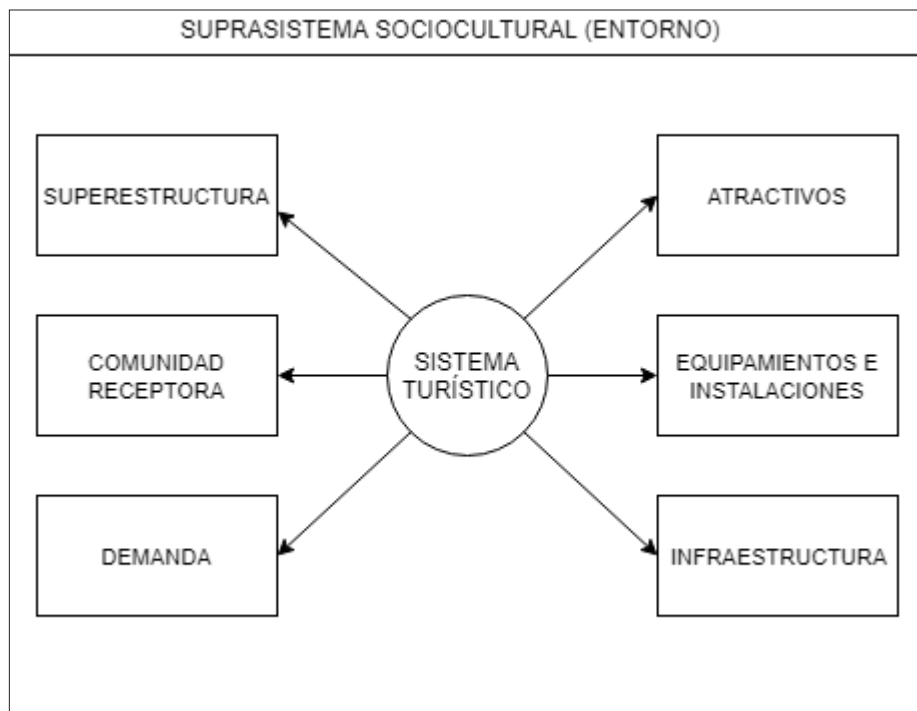 SUPRASISTEMA SOCIOCULTURAL (ENTORNO)
SUPERESTRUCTURA
ATRACTIVOS
COMUNIDAD
RECEPTORA
SISTEMA
TURÍSTICO
EQUIPAMIENTOS E
INSTALACIONES
DEMANDA
INFRAESTRUCTURA